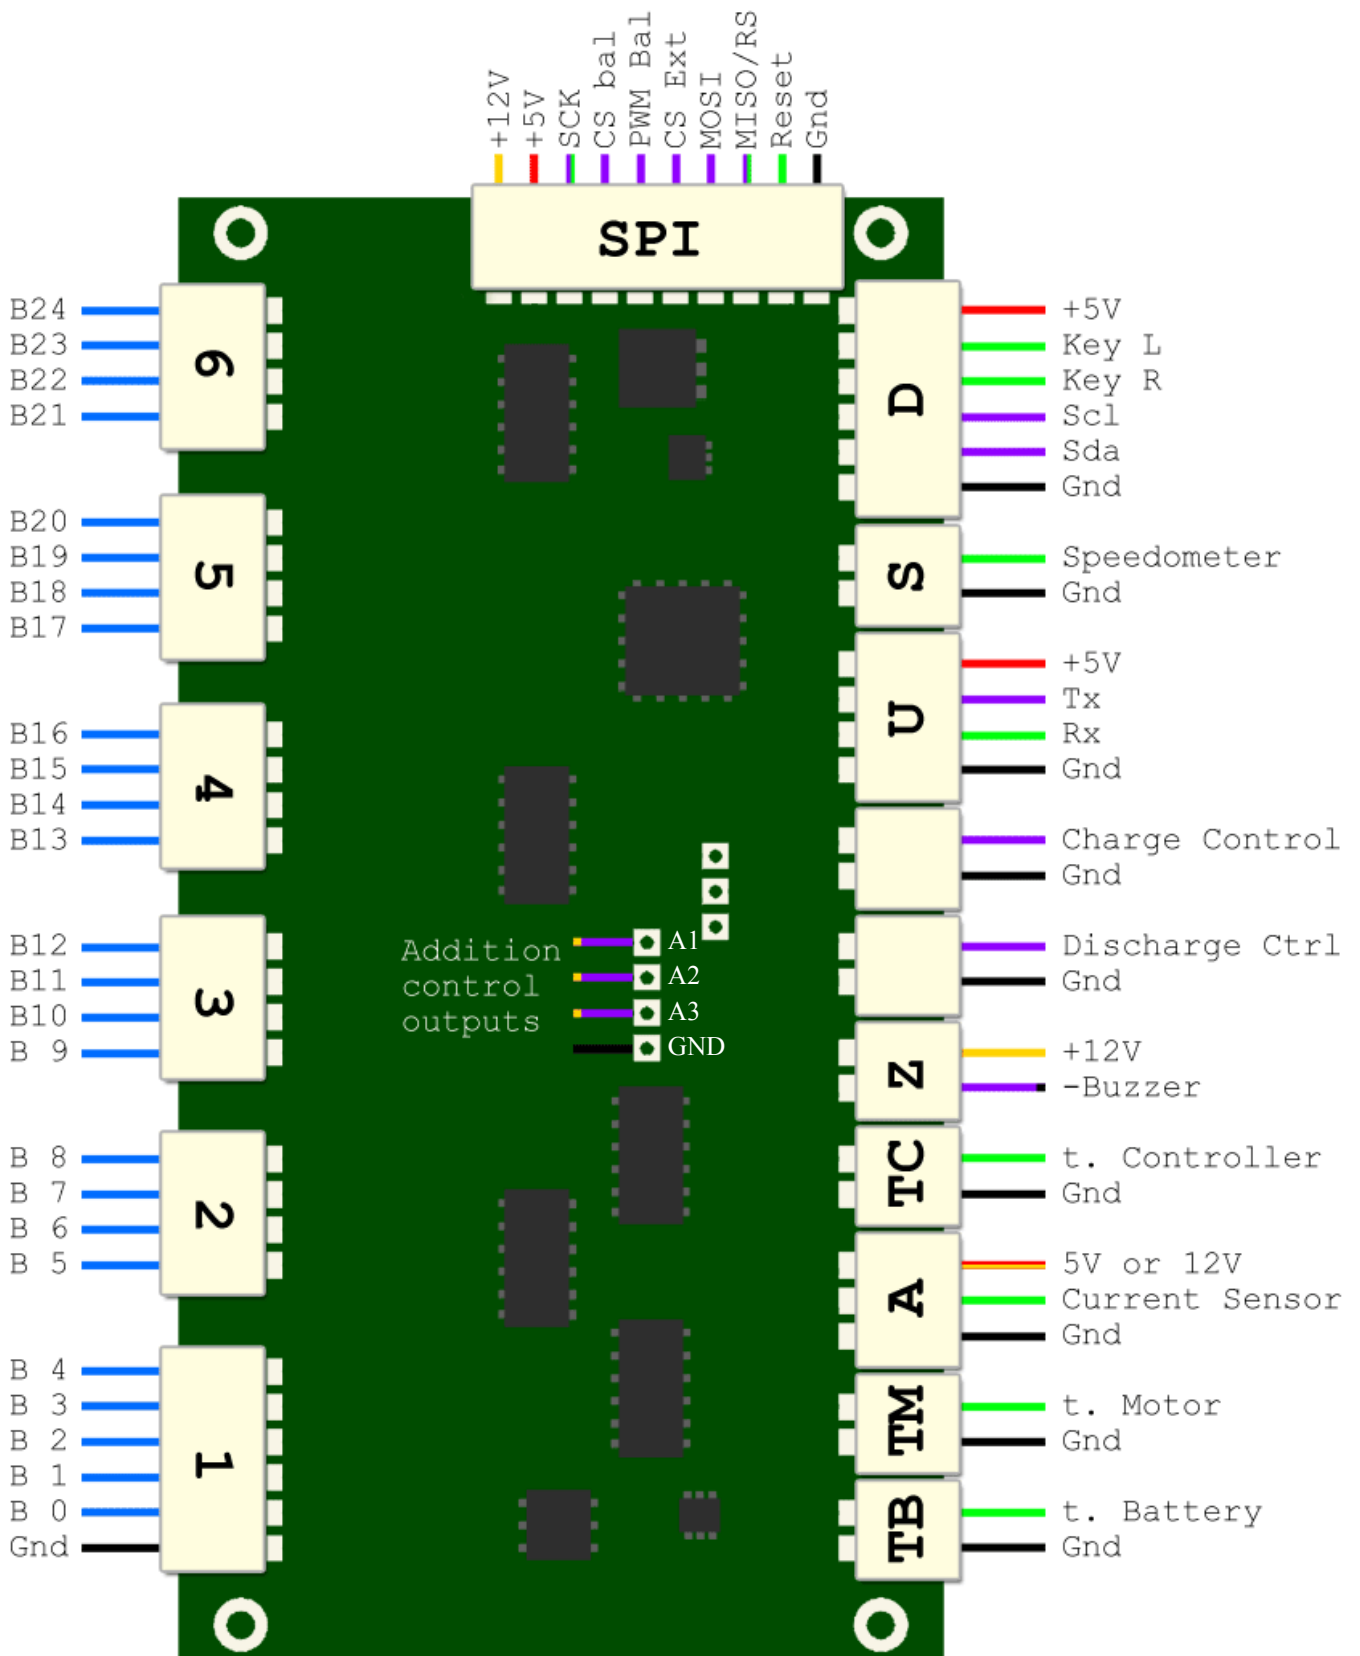 +12V
+5V
SCK
CS bal
PWM Bal
CS Ext
MOSI
MISO/RS
Reset
Gnd
SPI
B24
B23
B22
B21
6
B20
B19
B18
B17
5
B16
B15
B14
B13
4
B12
B11
B10
B 9
3
B 8
B 7
B 6
B 5
2
B 4
B 3
B 2
B 1
B 0
Gnd
1
Addition
control
outputs
A1
A2
A3
GND
D
+5V
Key L
Key R
Scl
Sda
Gnd
S
Speedometer
Gnd
U
+5V
Tx
Rx
Gnd
Charge Control
Gnd
Discharge Ctrl
Gnd
Z
+12V
-Buzzer
TC
t. Controller
Gnd
A
5V or 12V
Current Sensor
Gnd
TM
t. Motor
Gnd
TB
t. Battery
Gnd